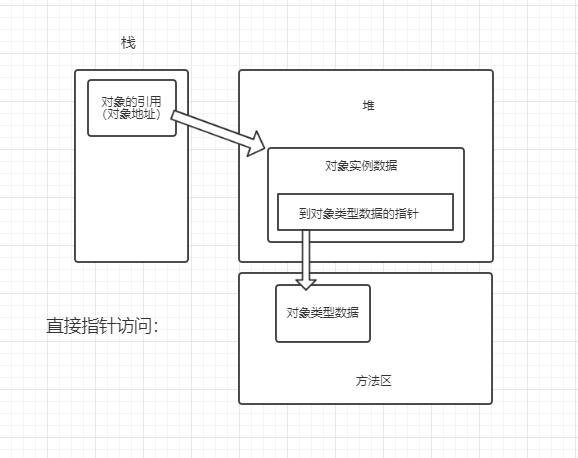 栈
对象的引用
（对象地址）
堆
对象实例数据
到对象类型数据的指针
对象类型数据
直接指针访问：
方法区